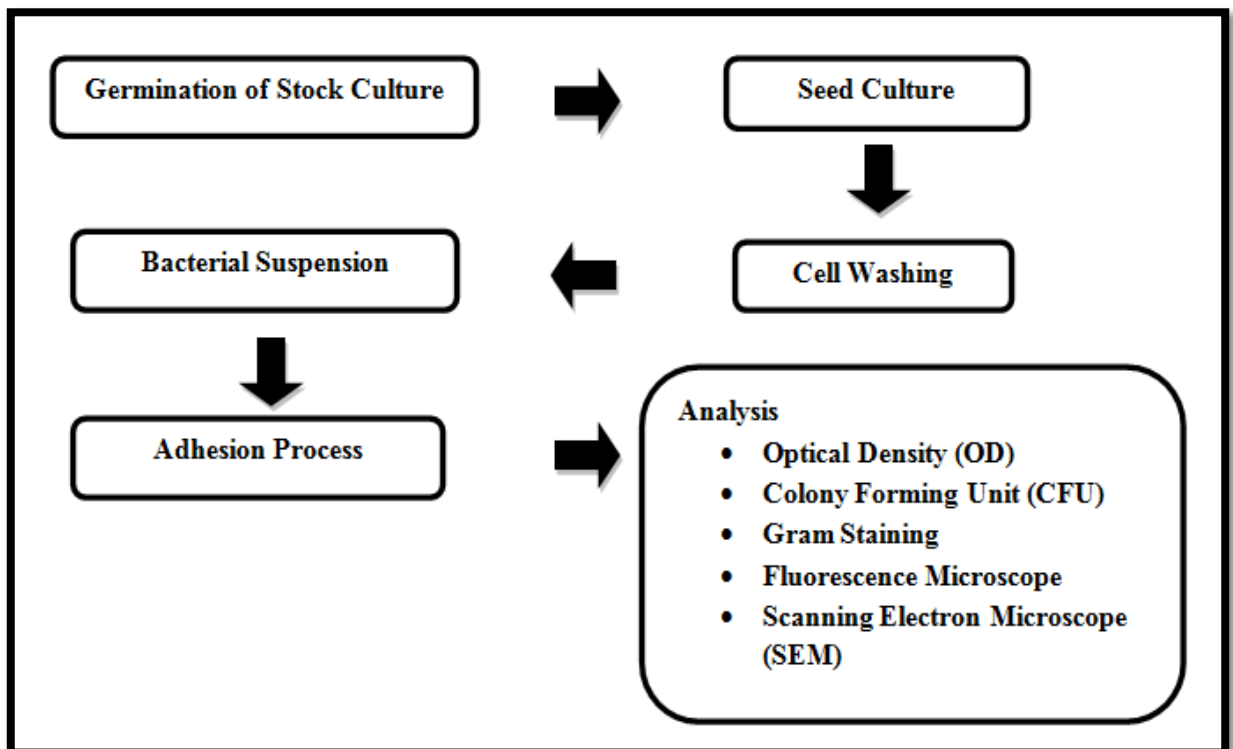 Germination of Stock Culture
Seed Culture
Cell Washing
Bacterial Suspension
Adhesion Process
Analysis
• Optical Density (OD)
• Colony Forming Unit (CFU)
• Gram Staining
• Fluorescence Microscope
• Scanning Electron Microscope
(SEM)